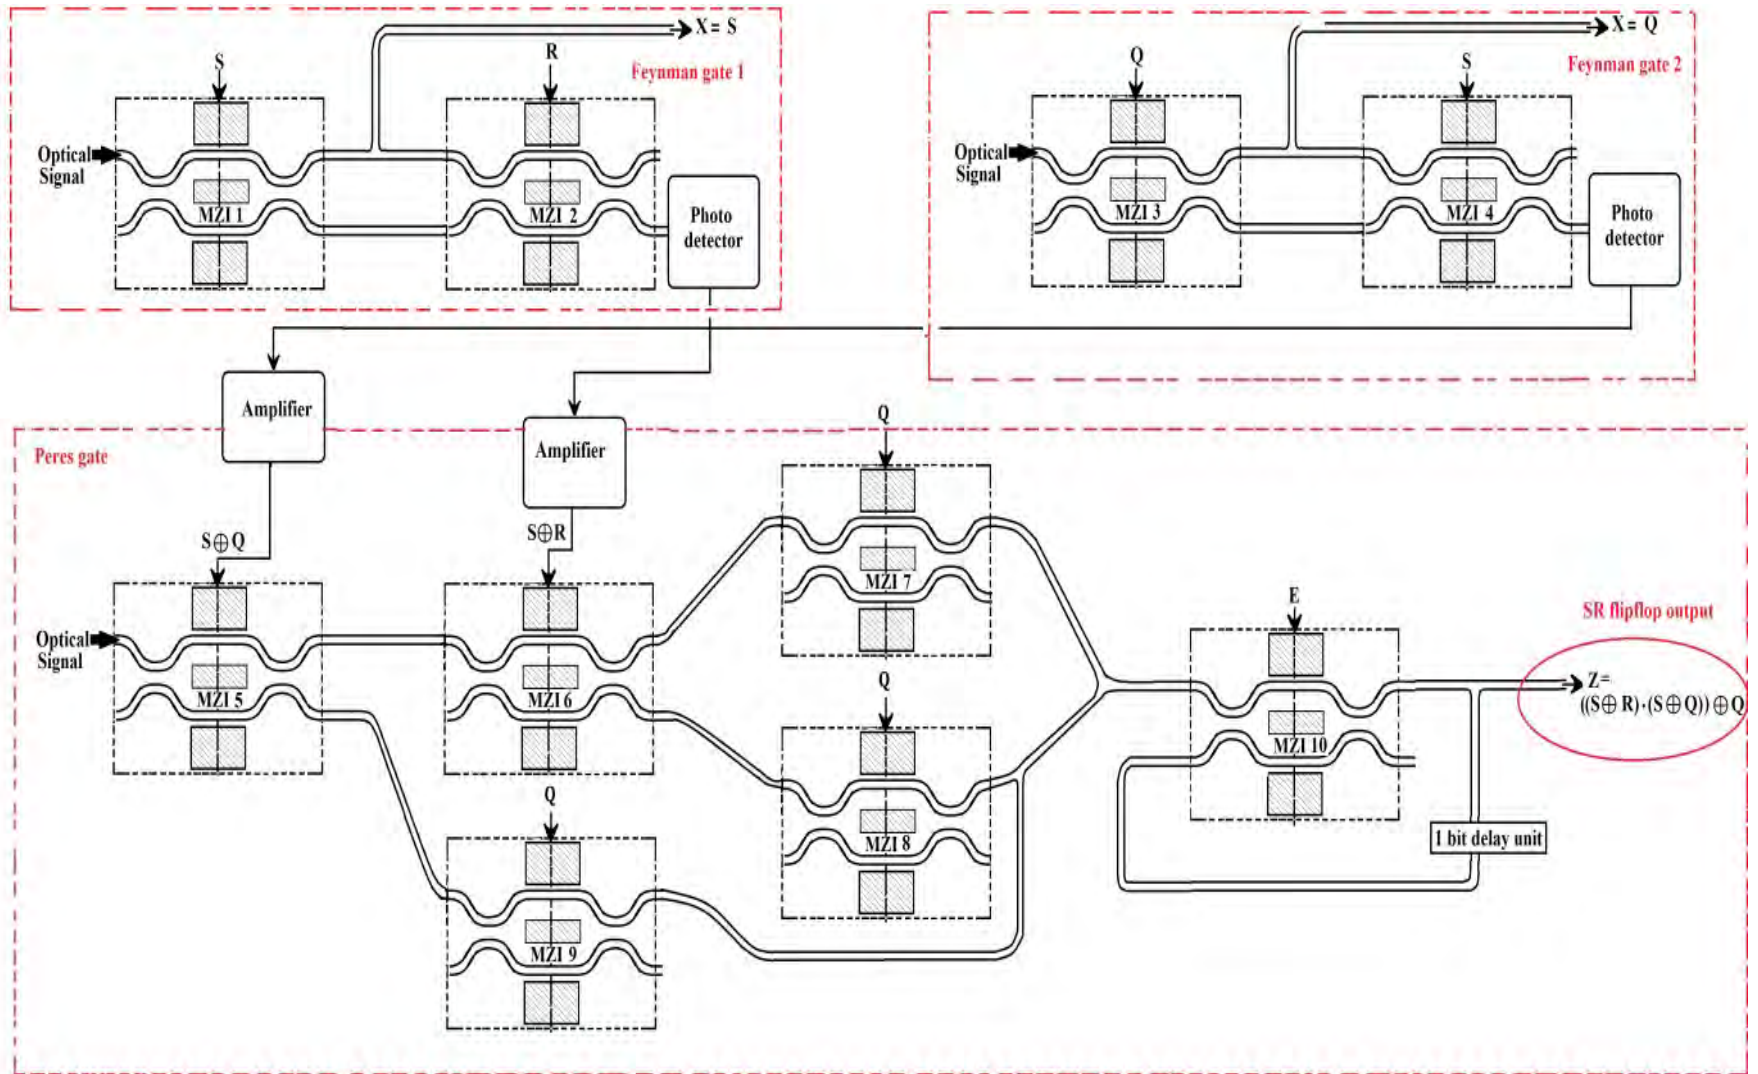 X = S
S
R
Feynman gate 1
Optical
Signal
MZI 1
MZI 2
Photo
detector
X = Q
Q
S
Feynman gate 2
Optical
Signal
MZI 3
MZI 4
Photo
detector
Amplifier
Amplifier
Peres gate
Q
S⊕Q
S⊕R
MZI 7
Optical
Signal
MZI 5
MZI 6
Q
E
SR flipflop output
Z=
((S⊕R)·(S⊕Q))⊕Q
MZI 10
Q
MZI 8
1 bit delay unit
MZI 9